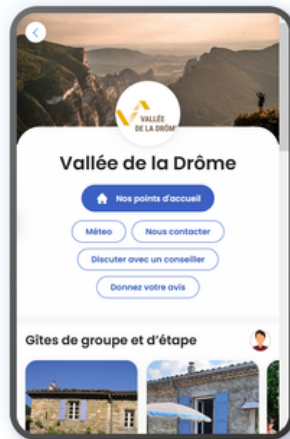 VALLÉE
DE LA DRÔME
Vallée de la Drôme
Nos points d'accueil
Méteo
Nous contacter
Discuter avec un conseiller
Donnez votre avis
Gîtes de groupe et d'étape